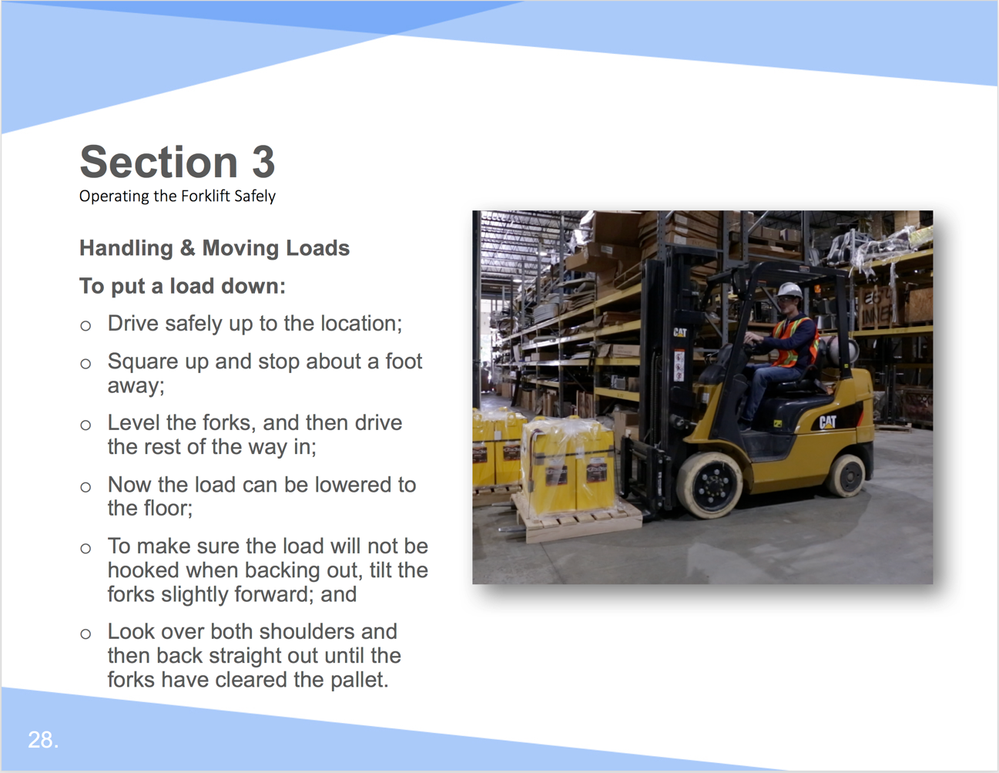 Section 3
Operating the Forklift Safely
Handling & Moving Loads
To put a load down:
o Drive safely up to the location;
o Square up and stop about a foot
away;
o Level the forks, and then drive
the rest of the way in;
o Now the load can be lowered to
the floor;
o To make sure the load will not be
hooked when backing out, tilt the
forks slightly forward; and
o Look over both shoulders and
then back straight out until the
forks have cleared the pallet.
CAT
CAT
28.